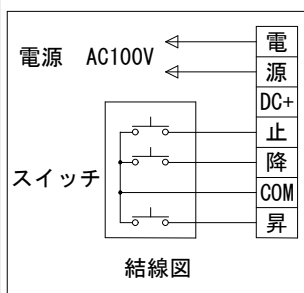 電源 AC100V
電
源
DC+
止
降
COM
昇
スイッチ
結線図